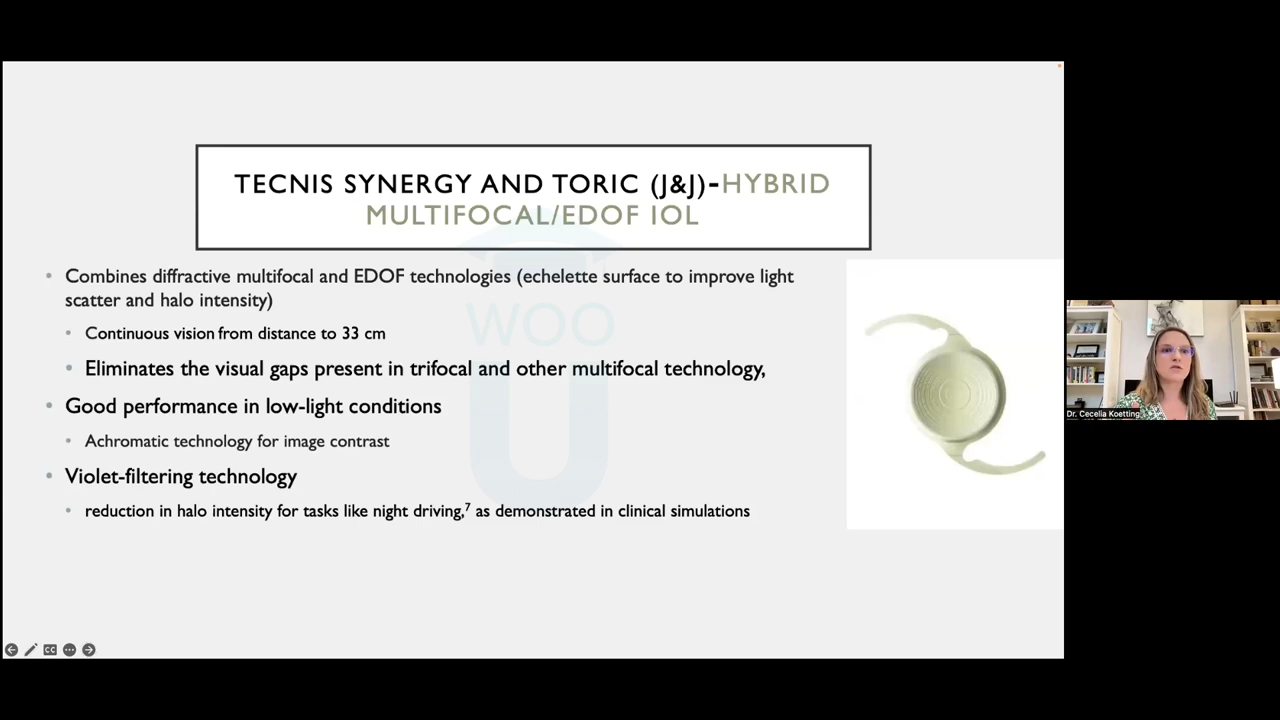 TECNIS SYNERGY AND TORIC (J&J)-HYBRID
MULTIFOCAL/EDOF IOL
• Combines diffractive multifocal and EDOF technologies (echelette surface to improve light
scatter and halo intensity)
• Continuous vision from distance to 33 cm
• Eliminates the visual gaps present in trifocal and other multifocal technology,
• Good performance in low-light conditions
• Achromatic technology for image contrast
• Violet-filtering technology
• reduction in halo intensity for tasks like night driving,⁷ as demonstrated in clinical simulations
WOO
U
CC
Dr. Cecelia Koetting